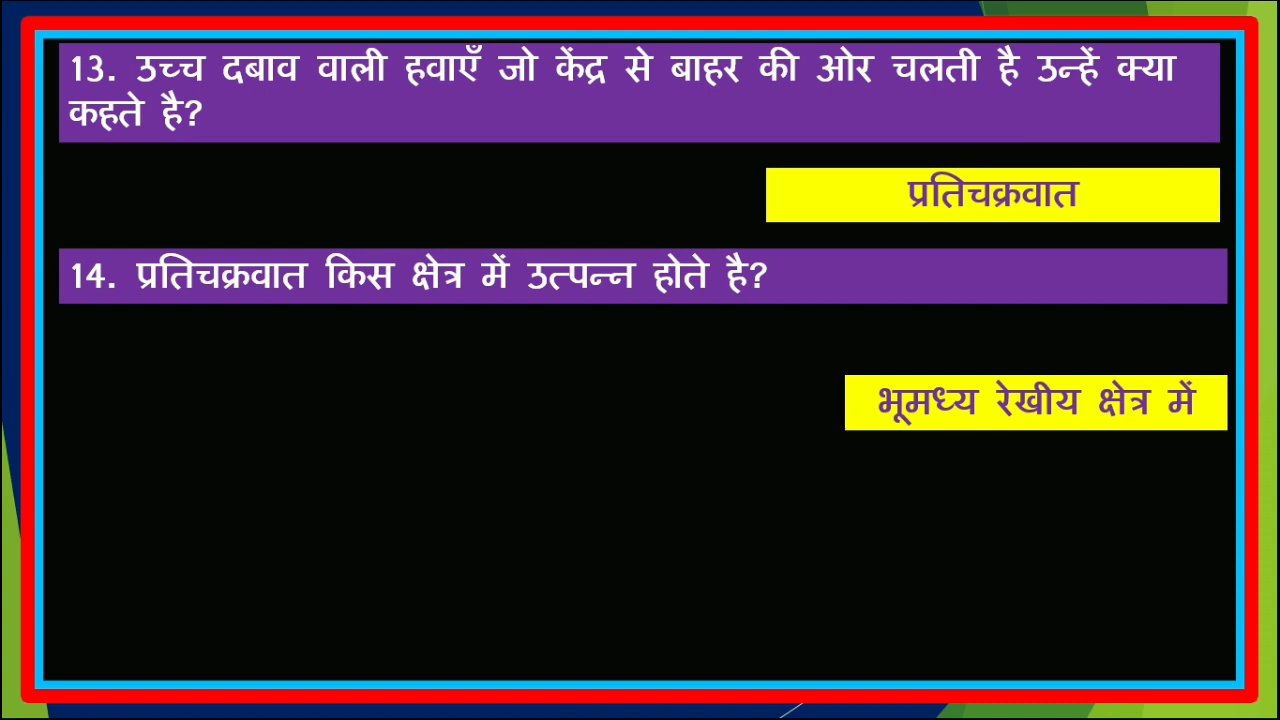 13. उच्च दबाव वाली हवाएँ जो केंद्र से बाहर की ओर चलती है उन्हें क्या
कहते है?
प्रतिचक्रवात
14. प्रतिचक्रवात किस क्षेत्र में उत्पन्न होते है?
भूमध्य रेखीय क्षेत्र में